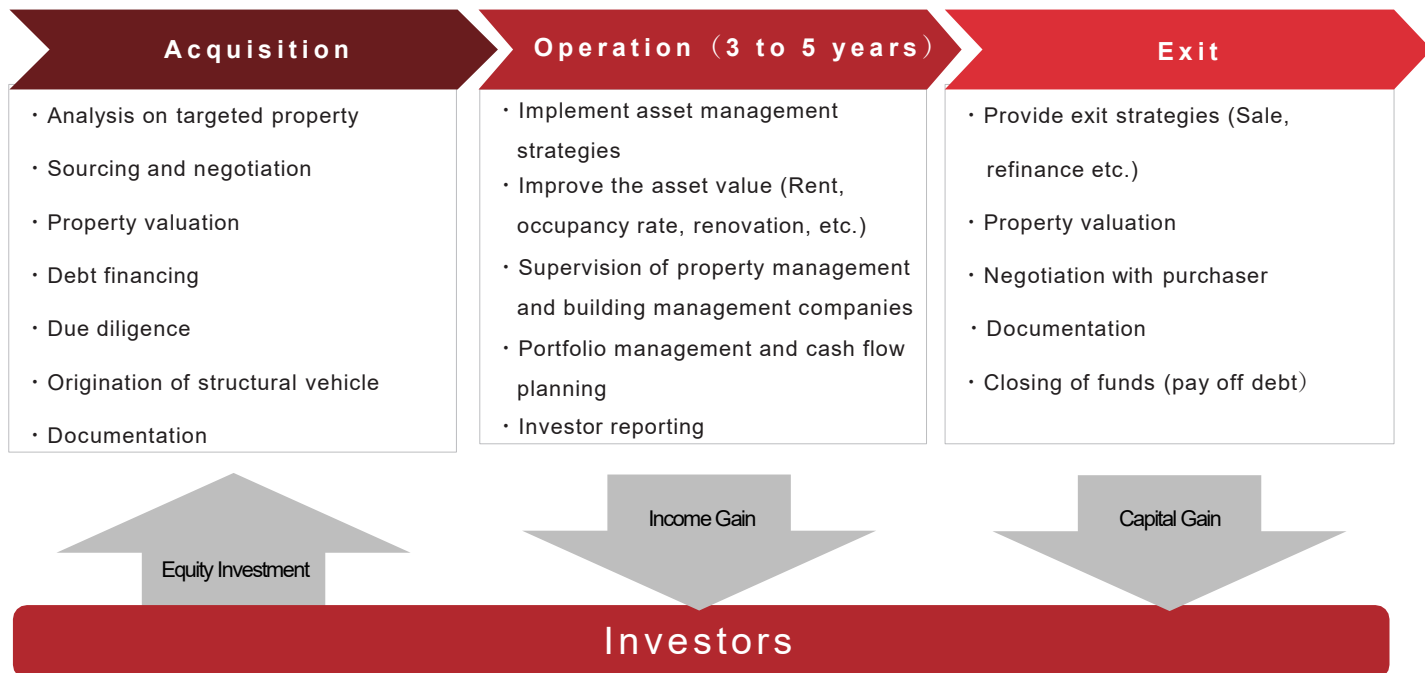 Acquisition
・Analysis on targeted property
・Sourcing and negotiation
・Property valuation
・Debt financing
・Due diligence
・Origination of structural vehicle
・Documentation
Operation（3 to 5 years）
・Implement asset management
strategies
・Improve the asset value (Rent,
occupancy rate, renovation, etc.)
・Supervision of property management
and building management companies
・Portfolio management and cash flow
planning
・Investor reporting
Exit
・Provide exit strategies (Sale,
refinance etc.)
・Property valuation
・Negotiation with purchaser
・Documentation
・Closing of funds (pay off debt）
Equity Investment
Income Gain
Capital Gain
Investors